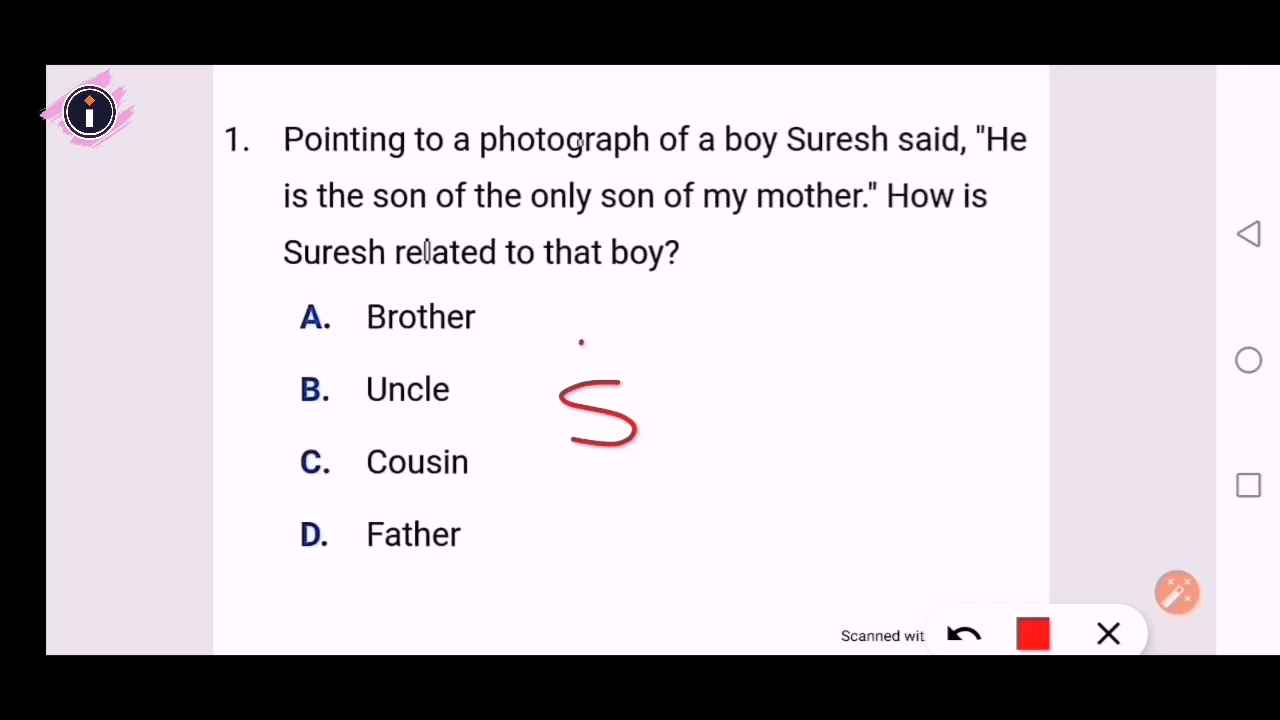 1. Pointing to a photograph of a boy Suresh said, "He
is the son of the only son of my mother." How is
Suresh related to that boy?
A. Brother
B. Uncle
C. Cousin
D. Father
S
Scanned wit